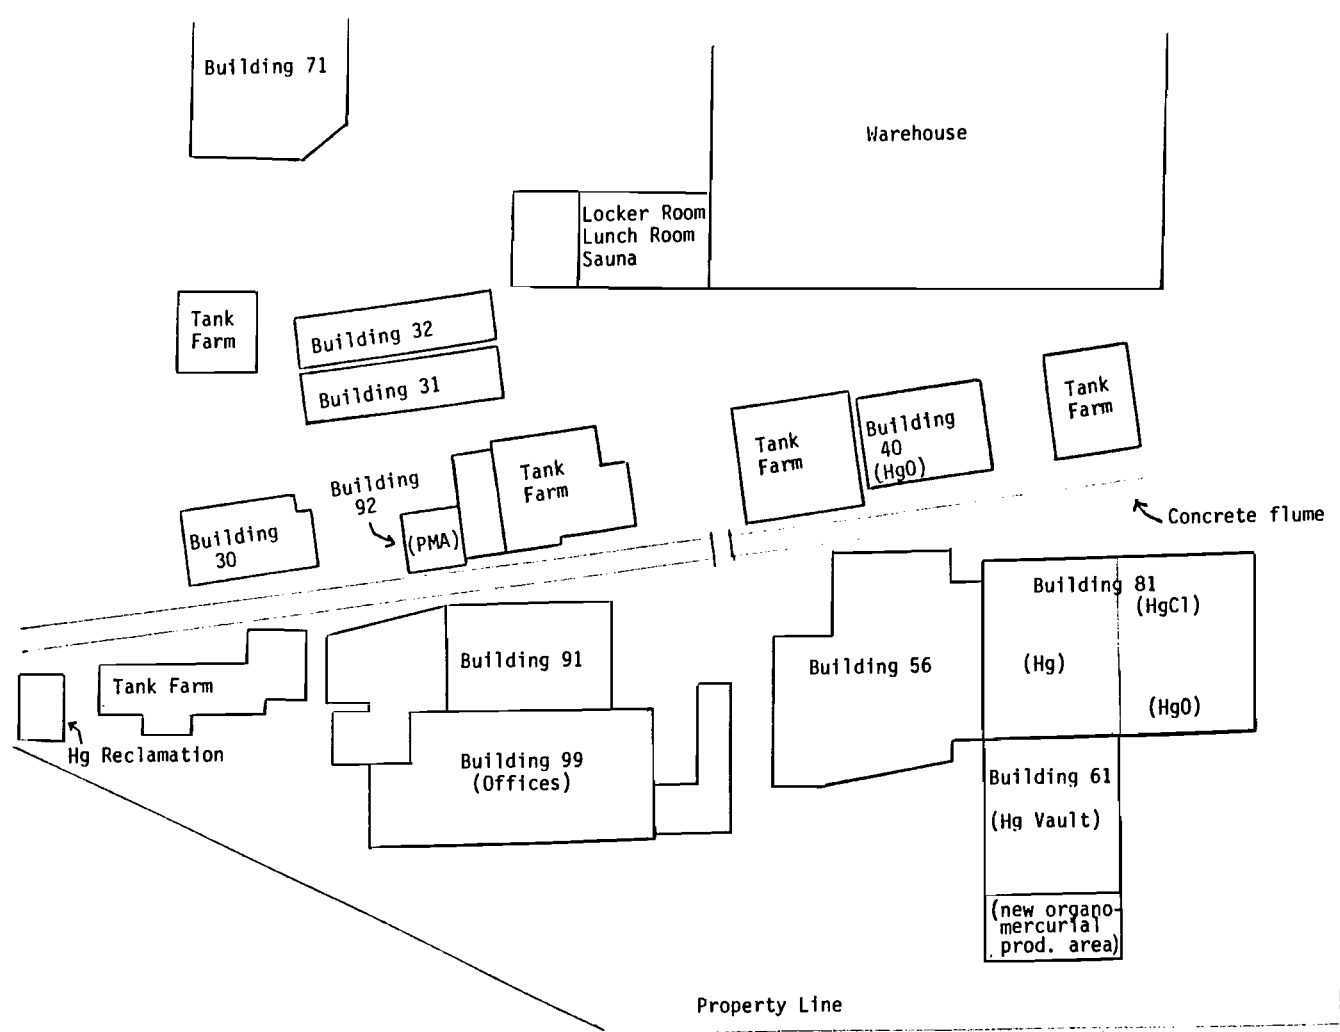 Building 71
Warehouse
Locker Room
Lunch Room
Sauna
Tank
Farm
Building 32
Building 31
Tank
Farm
Building
40
(HgO)
Tank
Farm
Tank
Farm
Building
92
(PMA)
Building
30
Concrete flume
Building 81
(HgCl)
Building 91
Building 56
(Hg)
Tank Farm
(HgO)
Hg Reclamation
Building 99
(Offices)
Building 61
(Hg Vault)
(new organo-
mercurial
prod. area)
Property Line